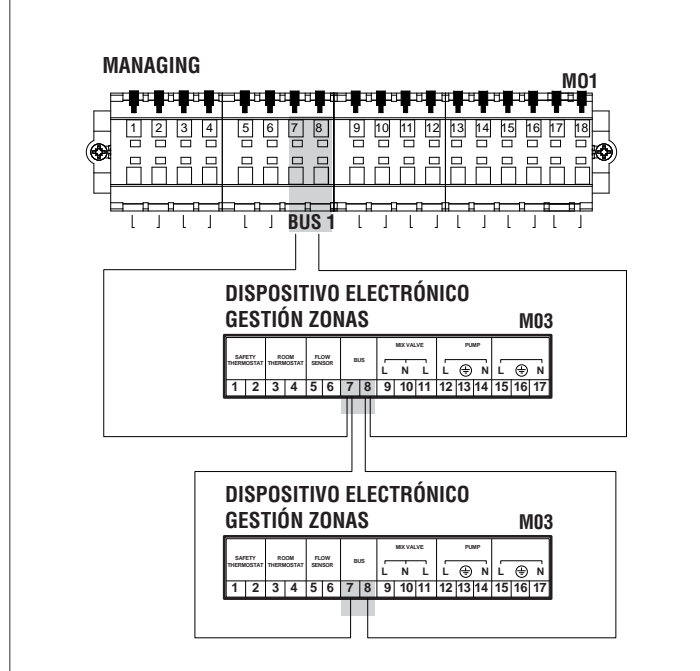 MANAGING
M01
1 2 3 4 5 6 7 8 9 10 11 12 13 14 15 16 17 18
BUS 1
DISPOSITIVO ELECTRÓNICO
GESTIÓN ZONAS M03
MIX VALVE PUMP
SAFETY THERMOSTAT ROOM THERMOSTAT FLOW SENSOR BUS
L N L L N L N
1 2 3 4 5 6 7 8 9 10 11 12 13 14 15 16 17
DISPOSITIVO ELECTRÓNICO
GESTIÓN ZONAS M03
MIX VALVE PUMP
SAFETY THERMOSTAT ROOM THERMOSTAT FLOW SENSOR BUS
L N L L N L N
1 2 3 4 5 6 7 8 9 10 11 12 13 14 15 16 17